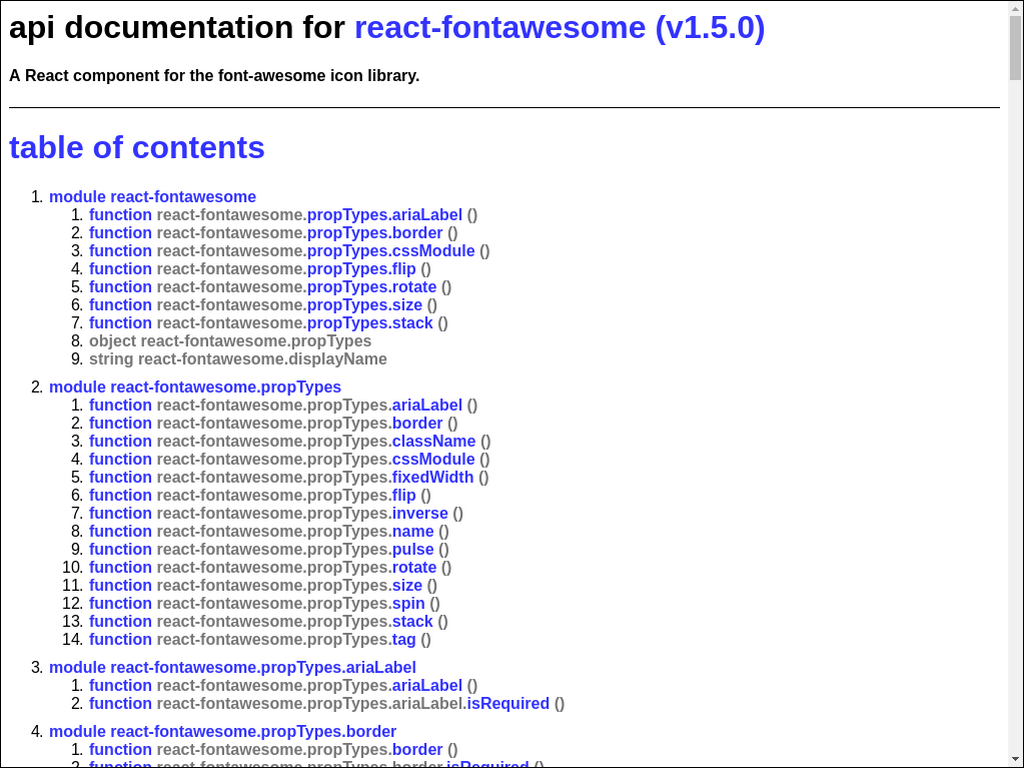 api documentation for react-fontawesome (v1.5.0)
A React component for the font-awesome icon library.
table of contents
1. module react-fontawesome
1. function react-fontawesome.propTypes.ariaLabel ()
2. function react-fontawesome.propTypes.border ()
3. function react-fontawesome.propTypes.cssModule ()
4. function react-fontawesome.propTypes.flip ()
5. function react-fontawesome.propTypes.rotate ()
6. function react-fontawesome.propTypes.size ()
7. function react-fontawesome.propTypes.stack ()
8. object react-fontawesome.propTypes
9. string react-fontawesome.displayName
2. module react-fontawesome.propTypes
1. function react-fontawesome.propTypes.ariaLabel ()
2. function react-fontawesome.propTypes.border ()
3. function react-fontawesome.propTypes.className ()
4. function react-fontawesome.propTypes.cssModule ()
5. function react-fontawesome.propTypes.fixedWidth ()
6. function react-fontawesome.propTypes.flip ()
7. function react-fontawesome.propTypes.inverse ()
8. function react-fontawesome.propTypes.name ()
9. function react-fontawesome.propTypes.pulse ()
10. function react-fontawesome.propTypes.rotate ()
11. function react-fontawesome.propTypes.size ()
12. function react-fontawesome.propTypes.spin ()
13. function react-fontawesome.propTypes.stack ()
14. function react-fontawesome.propTypes.tag ()
3. module react-fontawesome.propTypes.ariaLabel
1. function react-fontawesome.propTypes.ariaLabel ()
2. function react-fontawesome.propTypes.ariaLabel.isRequired ()
4. module react-fontawesome.propTypes.border
1. function react-fontawesome.propTypes.border ()
2. function react-fontawesome.propTypes.border.isRequired ()